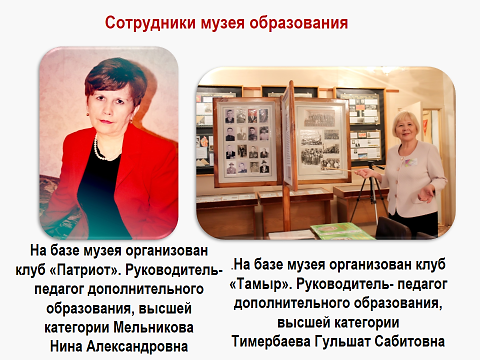 Сотрудники музея образования
На базе музея организован
клуб «Патриот». Руководитель-
педагог дополнительного
образования, высшей
категории Мельникова
Нина Александровна
.На базе музея организован клуб
«Тамыр». Руководитель- педагог
дополнительного образования,
высшей категории
Тимербаева Гульшат Сабитовна